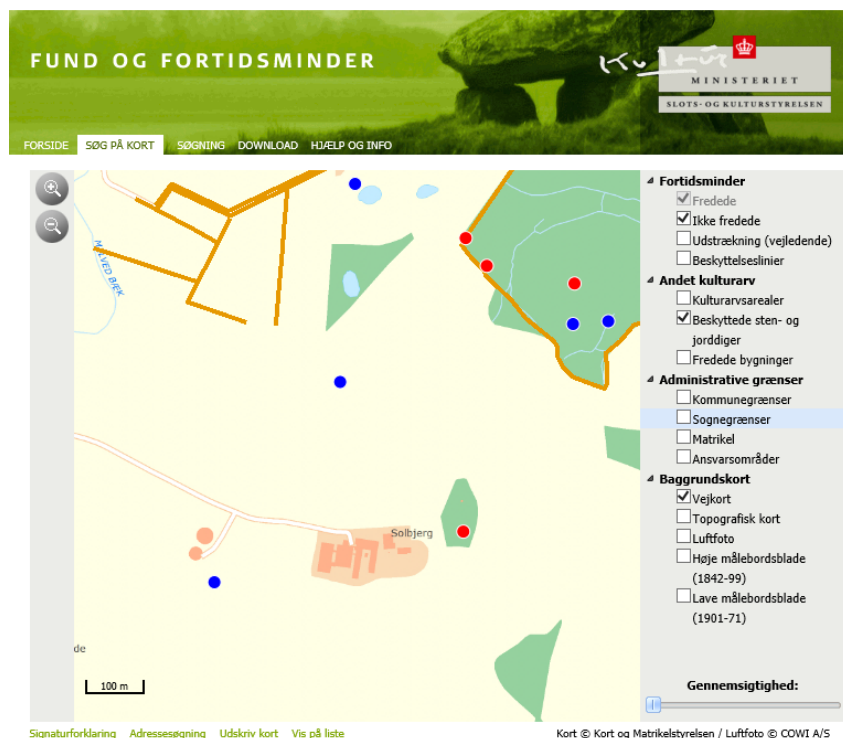 FUND OG FORTIDSMINDER
Kultur
MINISTERIET
SLOTS- OG KULTURSTYRELSEN
FORSIDE SØG PÅ KORT SØGNING DOWNLOAD HJÆLP OG INFO
MØLVED BÆK
Solbjerg
de
100 m
Fortidsminder
Fredede
Ikke fredede
Udstrækning (vejledende)
Beskyttelseslinier
Andet kulturarv
Kulturarvsarealer
Beskyttede sten- og
jorddiger
Fredede bygninger
Administrative grænser
Kommunegrænser
Sognegrænser
Matrikel
Ansvarsområder
Baggrundskort
Vejkort
Topografisk kort
Luftfoto
Høje målebordsblade
(1842-99)
Lave målebordsblade
(1901-71)
Gennemsigtighed:
Signaturforklaring Adressesøgning Udskriv kort Vis på liste
Kort © Kort og Matrikelstyrelsen / Luftfoto © COWI A/S